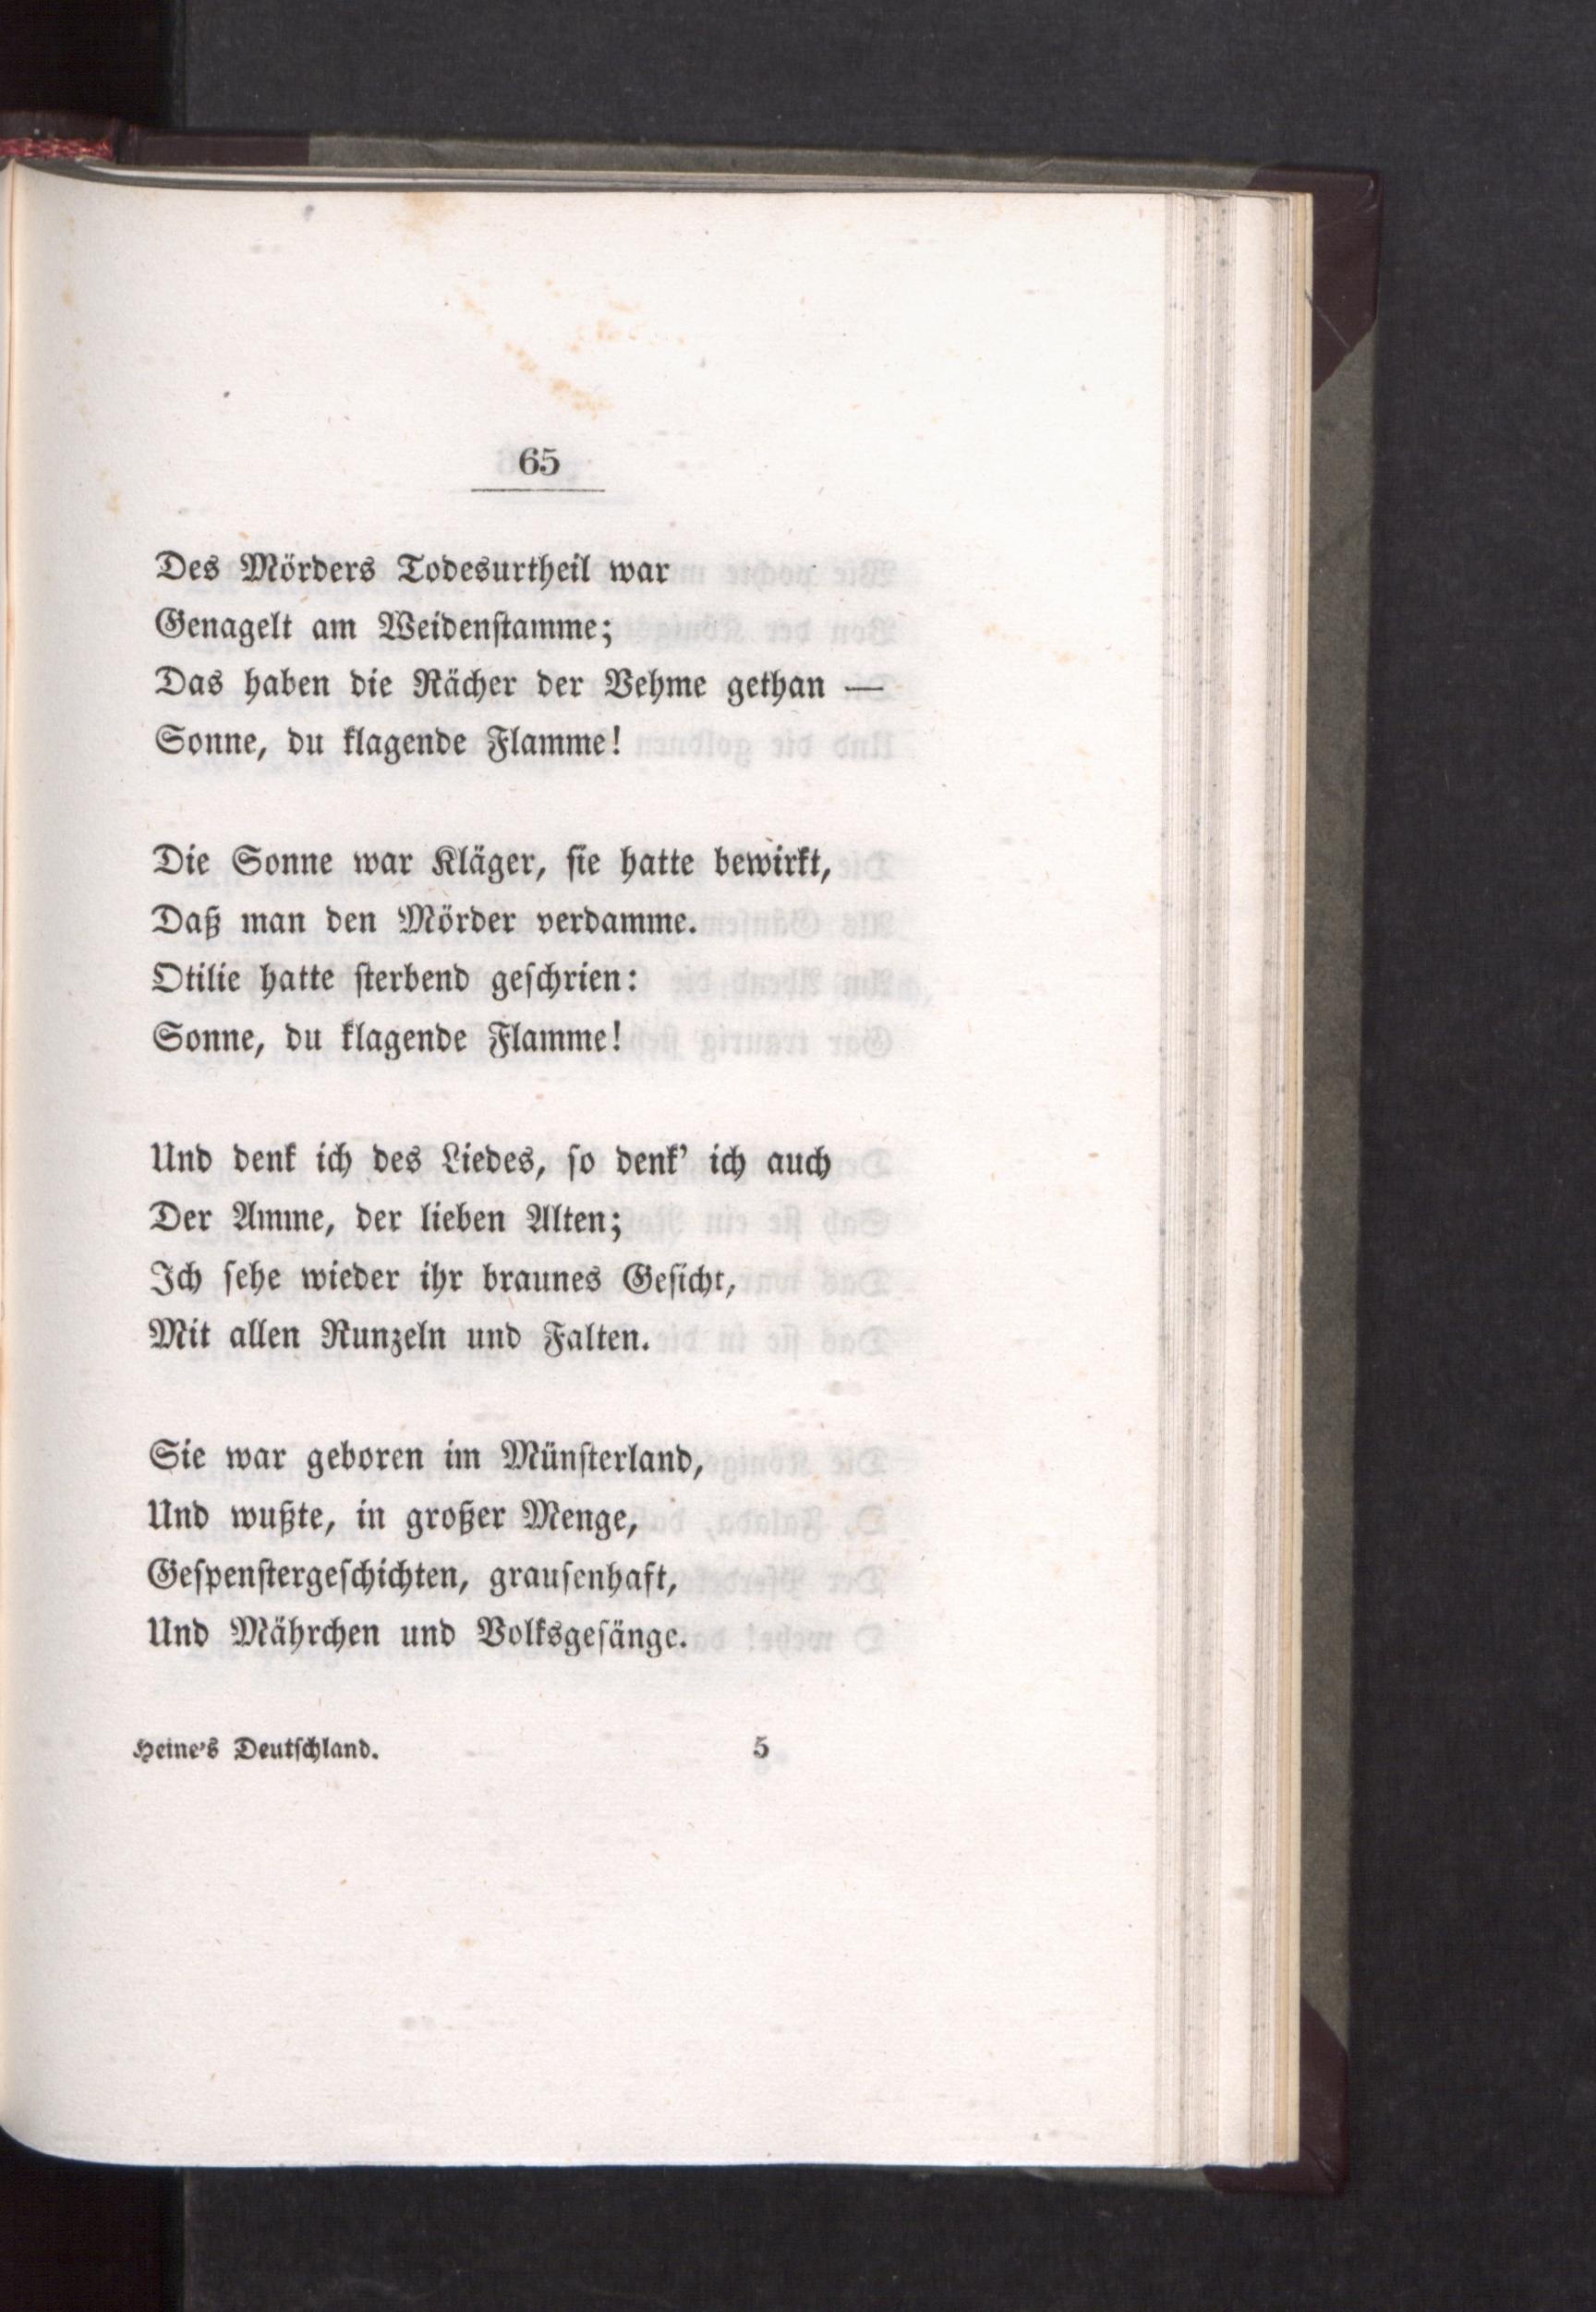 65
Des Mörders Todesurtheil war
Genagelt am Weidenstamme;
Das haben die Rächer der Vehme gethan —
Sonne, du klagende Flamme!
Die Sonne war Kläger, sie hatte bewirkt,
Daß man den Mörder verdamme.
Otilie hatte sterbend geschrien:
Sonne, du klagende Flamme!
Und denk ich des Liedes, so denk' ich auch
Der Amme, der lieben Alten;
Ich sehe wieder ihr braunes Gesicht,
Mit allen Runzeln und Falten.
Sie war geboren im Münsterland,
Und wußte, in großer Menge,
Gespenstergeschichten, grausenhaft,
Und Mährchen und Volksgesänge.
Heine's Deutschland. 5